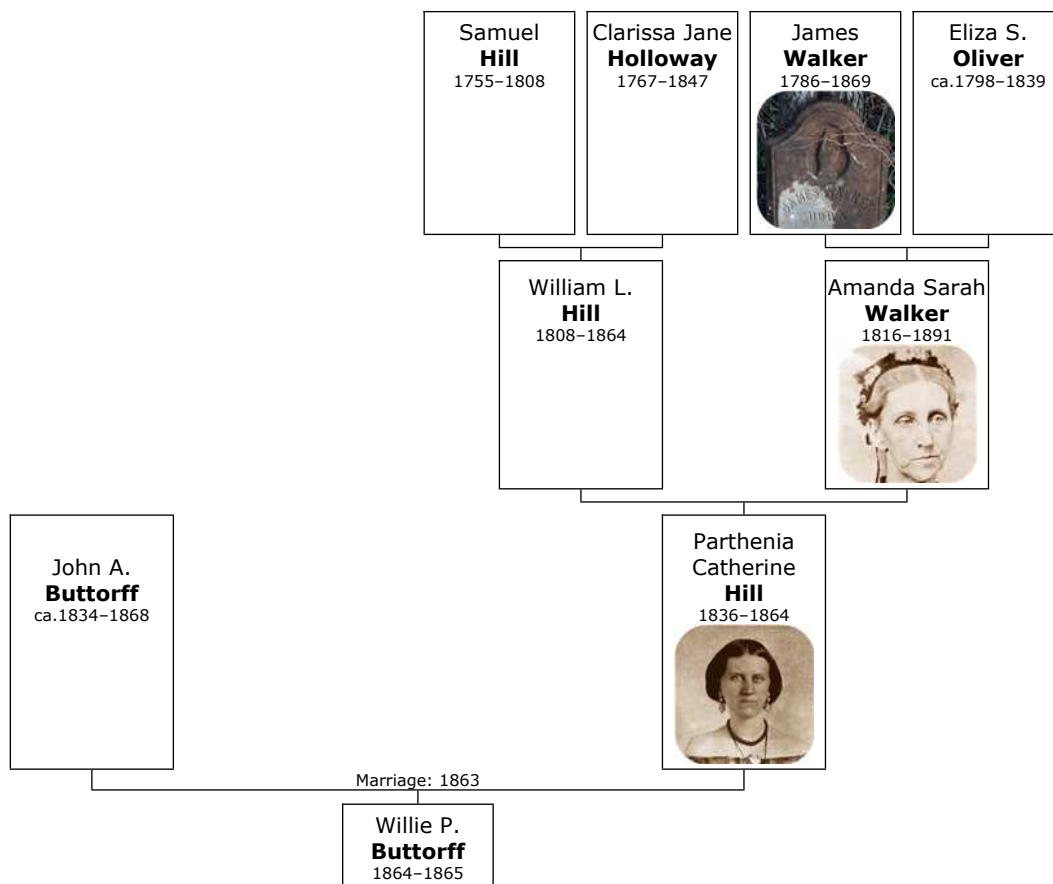 Samuel
Hill
1755–1808
Clarissa Jane
Holloway
1767–1847
James
Walker
1786–1869
JAMES
Eliza S.
Oliver
ca.1798–1839
William L.
Hill
1808–1864
Amanda Sarah
Walker
1816–1891
John A.
Buttorff
ca.1834–1868
Parthenia
Catherine
Hill
1836–1864
Marriage: 1863
Willie P.
Buttorff
1864–1865